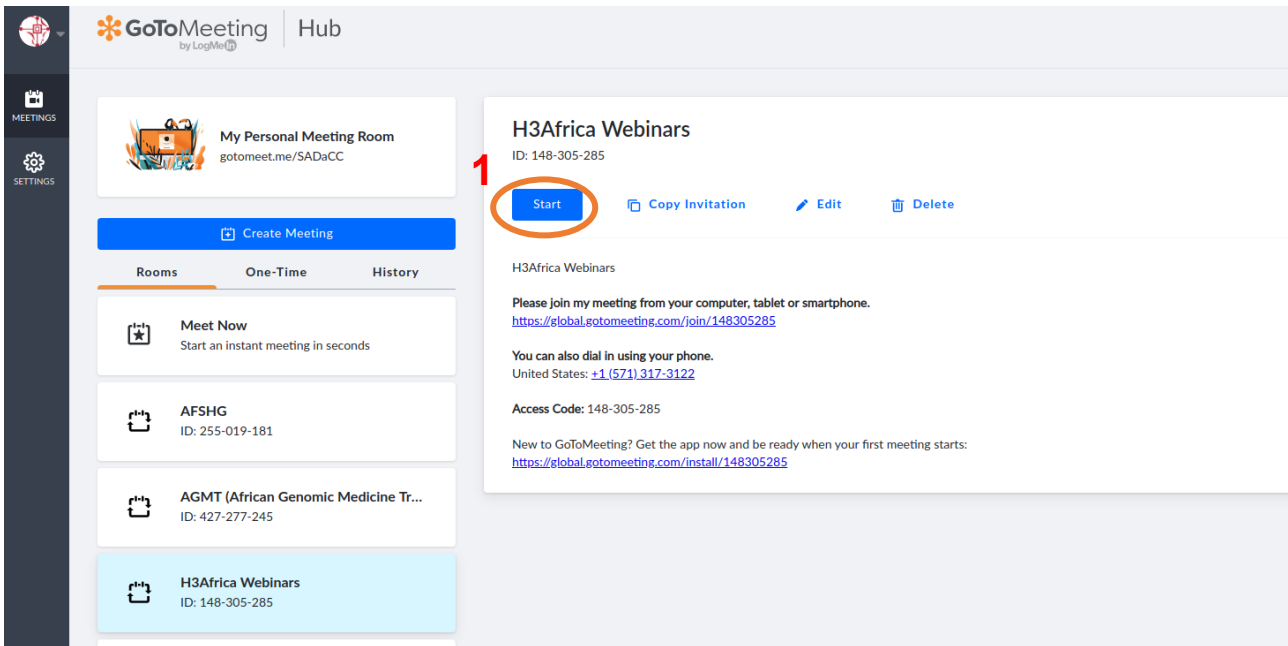 GoToMeeting Hub
by LogMeIn
MEETINGS
SETTINGS
My Personal Meeting Room
gotomeet.me/SADaCC
Create Meeting
Rooms One-Time History
Meet Now
Start an instant meeting in seconds
AFSHG
ID: 255-019-181
AGMT (African Genomic Medicine Tr...
ID: 427-277-245
H3Africa Webinars
ID: 148-305-285
H3Africa Webinars
ID: 148-305-285
1
Start Copy Invitation Edit Delete
H3Africa Webinars
Please join my meeting from your computer, tablet or smartphone.
https://global.gotomeeting.com/join/148305285
You can also dial in using your phone.
United States: +1 (571) 317-3122
Access Code: 148-305-285
New to GoToMeeting? Get the app now and be ready when your first meeting starts:
https://global.gotomeeting.com/install/148305285